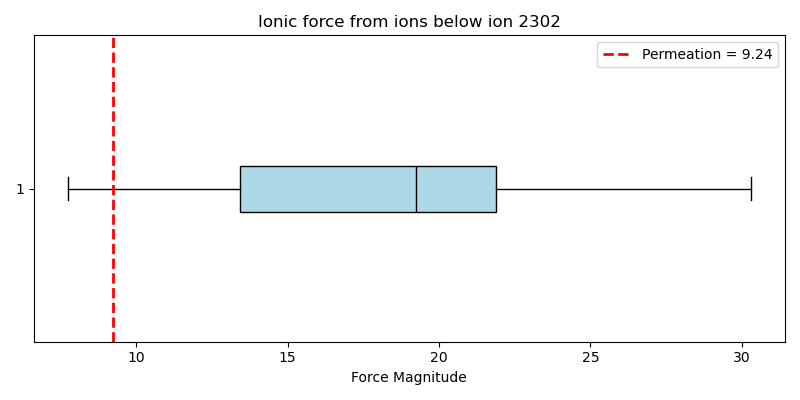 Ionic force from ions below ion 2302
Permeation = 9.24
1
10 15 20 25 30
Force Magnitude